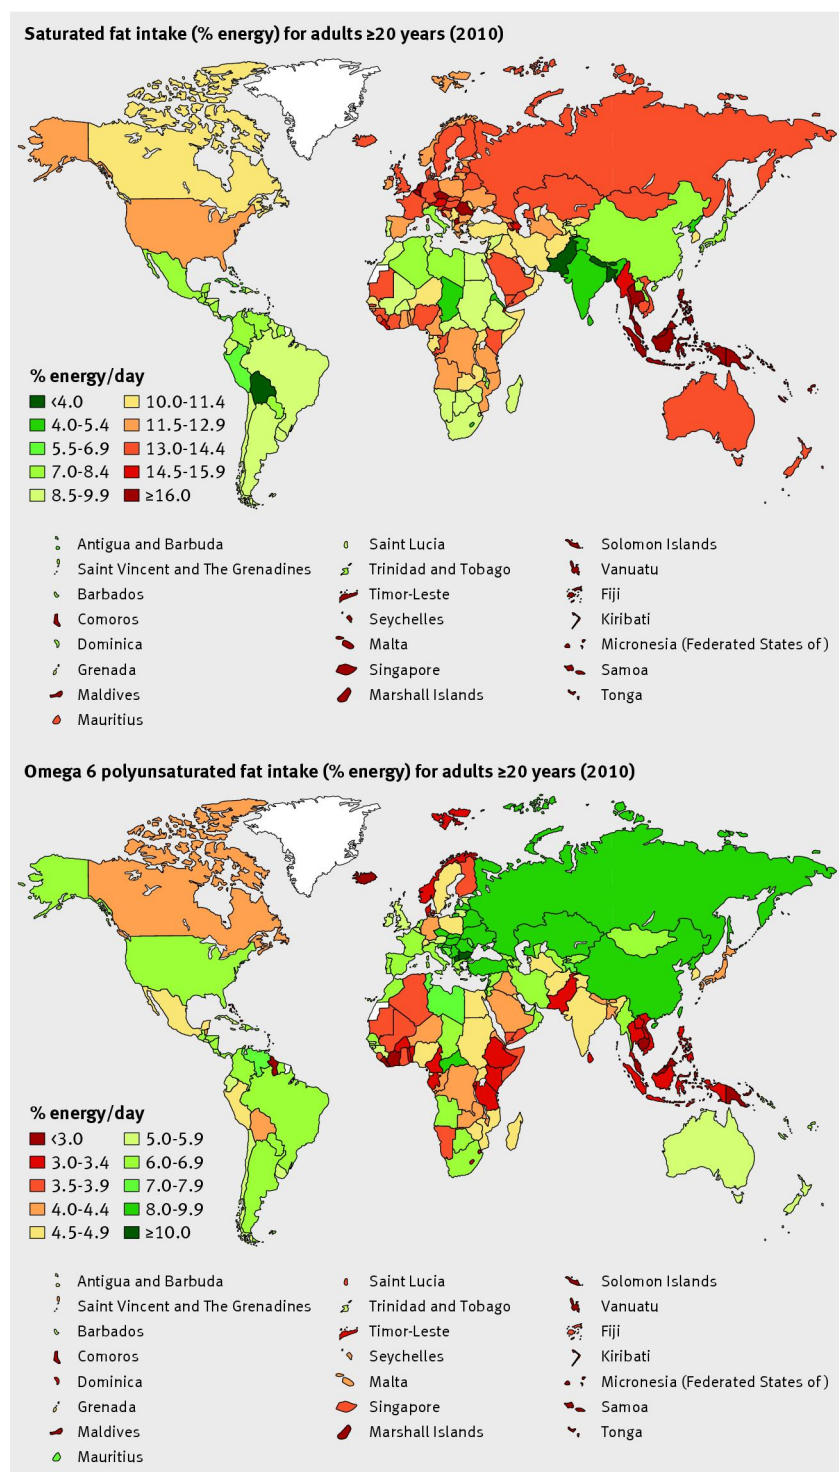 Saturated fat intake (% energy) for adults ≥20 years (2010)
% energy/day
<4.0
4.0-5.4
5.5-6.9
7.0-8.4
8.5-9.9
10.0-11.4
11.5-12.9
13.0-14.4
14.5-15.9
≥16.0
Antigua and Barbuda
Saint Vincent and The Grenadines
Barbados
Comoros
Dominica
Grenada
Maldives
Mauritius
Saint Lucia
Trinidad and Tobago
Timor-Leste
Seychelles
Malta
Singapore
Marshall Islands
Solomon Islands
Vanuatu
Fiji
Kiribati
Micronesia (Federated States of)
Samoa
Tonga
Omega 6 polyunsaturated fat intake (% energy) for adults ≥20 years (2010)
% energy/day
<3.0
3.0-3.4
3.5-3.9
4.0-4.4
4.5-4.9
5.0-5.9
6.0-6.9
7.0-7.9
8.0-9.9
≥10.0
Antigua and Barbuda
Saint Vincent and The Grenadines
Barbados
Comoros
Dominica
Grenada
Maldives
Mauritius
Saint Lucia
Trinidad and Tobago
Timor-Leste
Seychelles
Malta
Singapore
Marshall Islands
Solomon Islands
Vanuatu
Fiji
Kiribati
Micronesia (Federated States of)
Samoa
Tonga